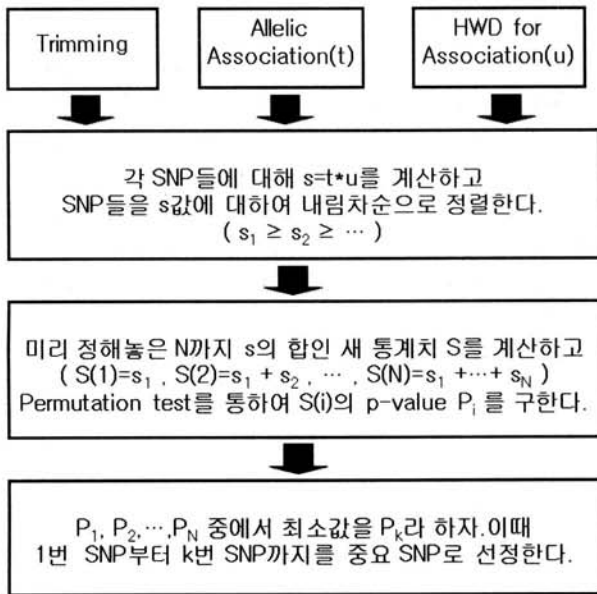 Trimming
Allelic
Association(t)
HWD for
Association(u)
각 SNP들에 대해 s=t*u를 계산하고
SNP들을 s값에 대하여 내림차순으로 정렬한다.
( s₁ ≥ s₂ ≥ ⋯ )
미리 정해놓은 N까지 s의 합인 새 통계치 S를 계산하고
( S(1)=s₁ , S(2)=s₁ + s₂ , ⋯ , S(N)=s₁ +⋯+ s_N )
Permutation test를 통하여 S(i)의 p-value P_i 를 구한다.
P₁, P₂,⋯,P_N 중에서 최소값을 P_k라 하자.이때
1번 SNP부터 k번 SNP까지를 중요 SNP로 선정한다.